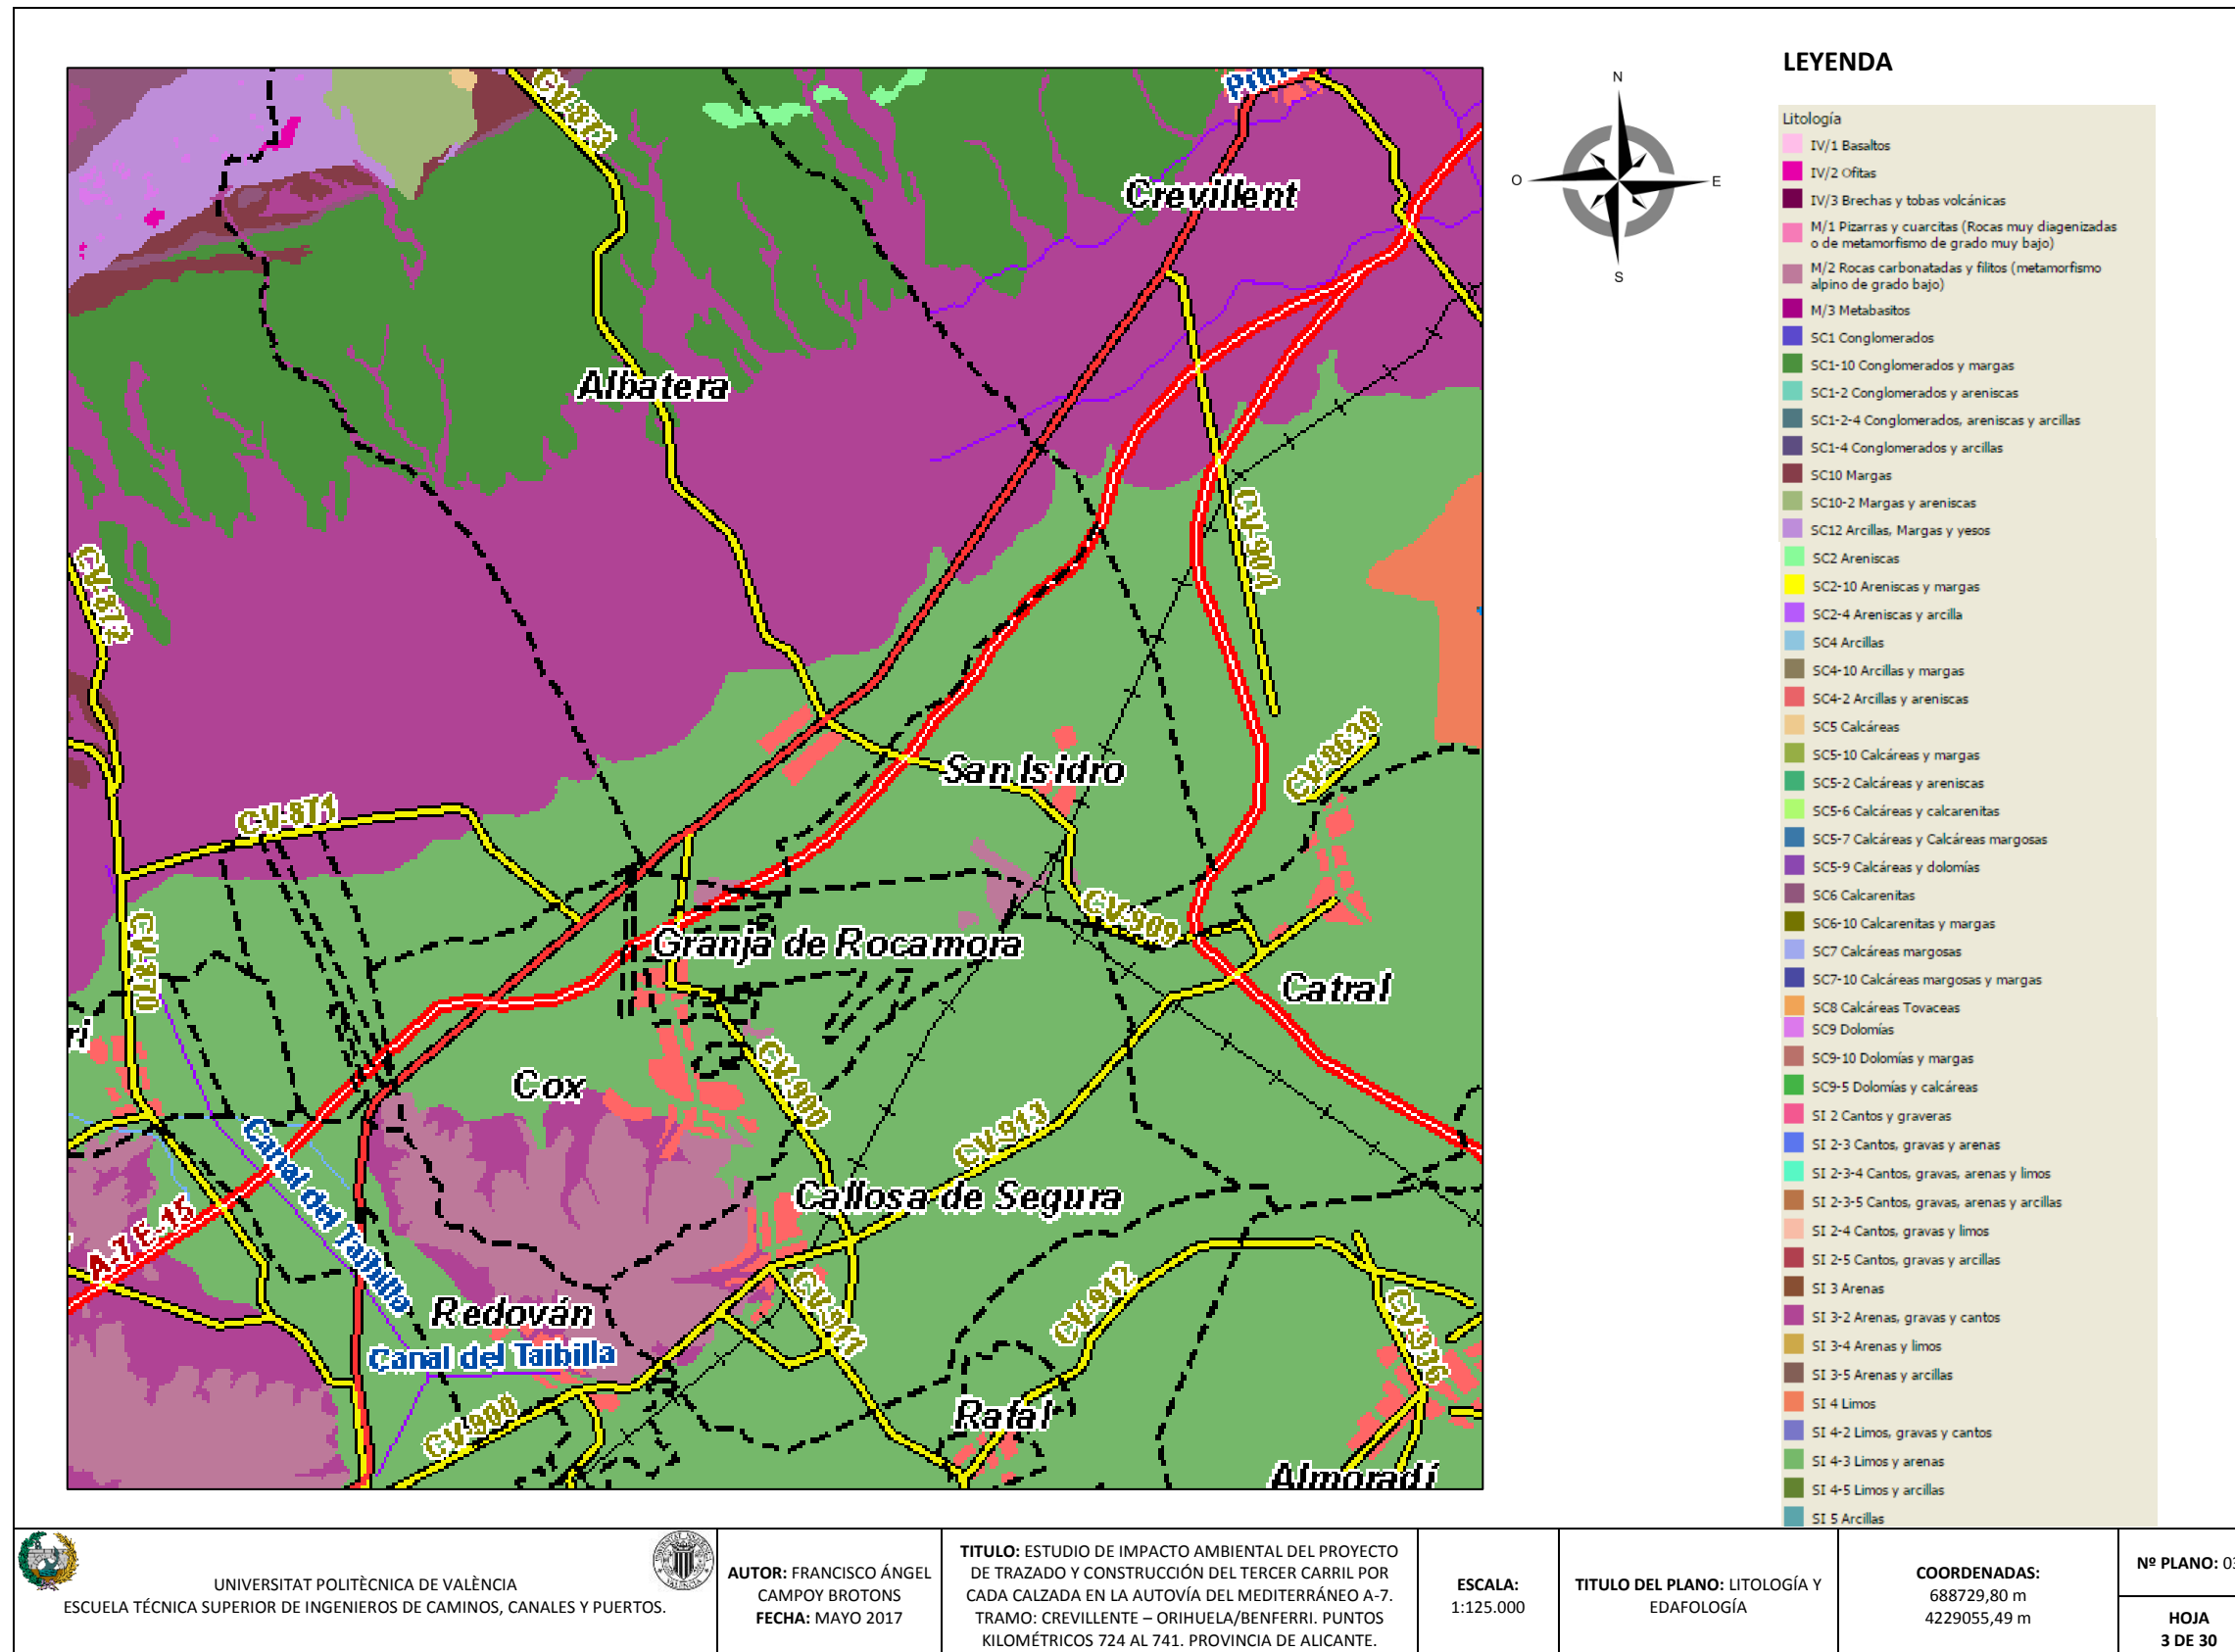 LEYENDA
Litología
IV/1 Basaltos
IV/2 Ofitas
IV/3 Brechas y tobas volcánicas
M/1 Pizarras y cuarcitas (Rocas muy diagenizadas
o de metamorfismo de grado muy bajo)
M/2 Rocas carbonatadas y filitos (metamorfismo
alpino de grado bajo)
M/3 Metabasitos
SC1 Conglomerados
SC1-10 Conglomerados y margas
SC1-2 Conglomerados y areniscas
SC1-2-4 Conglomerados, areniscas y arcillas
SC1-4 Conglomerados y arcillas
SC10 Margas
SC10-2 Margas y areniscas
SC12 Arcillas, Margas y yesos
SC2 Areniscas
SC2-10 Areniscas y margas
SC2-4 Areniscas y arcilla
SC4 Arcillas
SC4-10 Arcillas y margas
SC4-2 Arcillas y areniscas
SC5 Calcáreas
SC5-10 Calcáreas y margas
SC5-2 Calcáreas y areniscas
SC5-6 Calcáreas y calcarenitas
SC5-7 Calcáreas y Calcáreas margosas
SC5-9 Calcáreas y dolomías
SC6 Calcarenitas
SC6-10 Calcarenitas y margas
SC7 Calcáreas margosas
SC7-10 Calcáreas margosas y margas
SC8 Calcáreas Tovaceas
SC9 Dolomías
SC9-10 Dolomías y margas
SC9-5 Dolomías y calcáreas
SI 2 Cantos y graveras
SI 2-3 Cantos, gravas y arenas
SI 2-3-4 Cantos, gravas, arenas y limos
SI 2-3-5 Cantos, gravas, arenas y arcillas
SI 2-4 Cantos, gravas y limos
SI 2-5 Cantos, gravas y arcillas
SI 3 Arenas
SI 3-2 Arenas, gravas y cantos
SI 3-4 Arenas y limos
SI 3-5 Arenas y arcillas
SI 4 Limos
SI 4-2 Limos, gravas y cantos
SI 4-3 Limos y arenas
SI 4-5 Limos y arcillas
SI 5 Arcillas
N
O
E
S
CV-873
Crevillent
Albatera
CV-904
CV-872
San Isidro
CV-8630
CV-871
CV-909
CV-870
Granja de Rocamora
Catral
ri
Cox
CV-900
CV-913
Canal del Taibilla
Callosa de Segura
A-7 E-15
CV-912
Redován
CV-911
CV-936
Canal del Taibilla
CV-900
Rafal
Almoradí
UNIVERSITAT POLITÈCNICA DE VALÈNCIA
ESCUELA TÉCNICA SUPERIOR DE INGENIEROS DE CAMINOS, CANALES Y PUERTOS.
AUTOR: FRANCISCO ÁNGEL
CAMPOY BROTONS
FECHA: MAYO 2017
TITULO: ESTUDIO DE IMPACTO AMBIENTAL DEL PROYECTO
DE TRAZADO Y CONSTRUCCIÓN DEL TERCER CARRIL POR
CADA CALZADA EN LA AUTOVÍA DEL MEDITERRÁNEO A-7.
TRAMO: CREVILLENTE – ORIHUELA/BENFERRI. PUNTOS
KILOMÉTRICOS 724 AL 741. PROVINCIA DE ALICANTE.
ESCALA:
1:125.000
TITULO DEL PLANO: LITOLOGÍA Y
EDAFOLOGÍA
COORDENADAS:
688729,80 m
4229055,49 m
Nº PLANO: 03
HOJA
3 DE 30